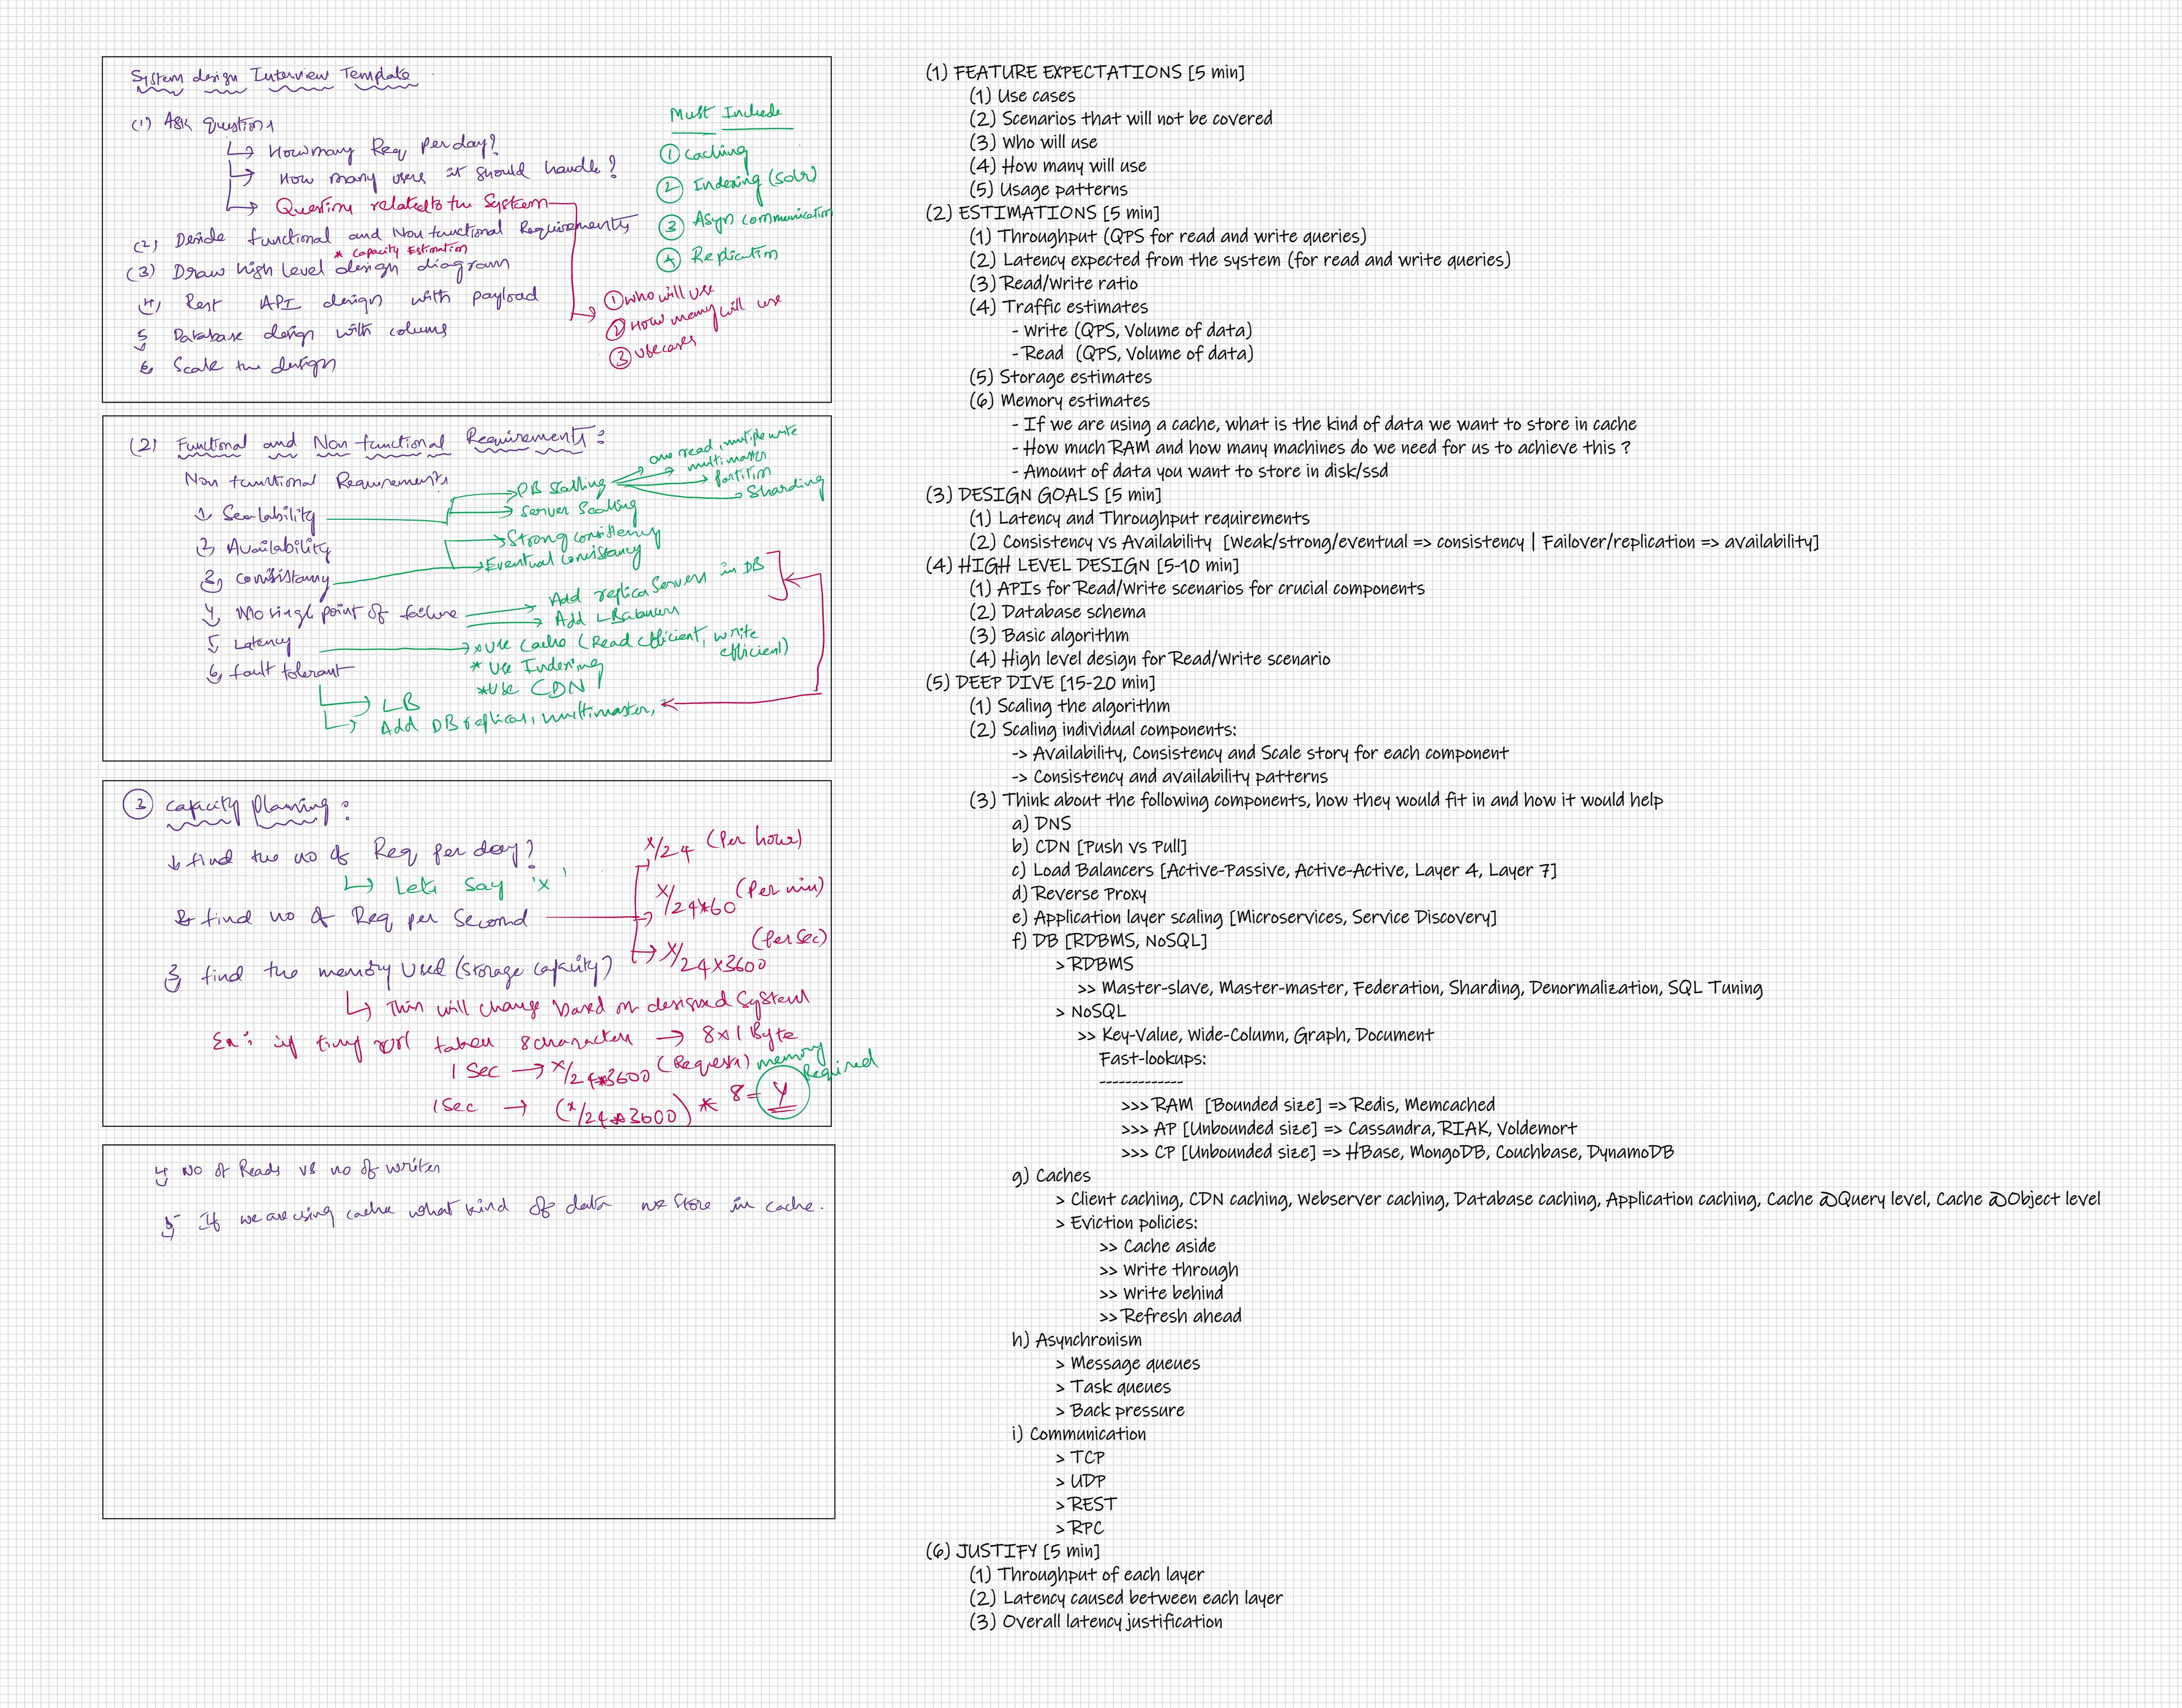 System design Interview Template
(1) Ask questions
How many Req per day?
How many users it should handle?
Questions related to the System
(2) Decide functional and Non functional Requirements
* Capacity Estimation
(3) Draw high level design diagram
4) Rest API design with payload
5) Database design with colums
6) Scale the design
Must Include
① Caching
② Indexing (solr)
③ Asyn communication
④ Replication
① who will use
② How many will use
③ use cases
(2) Functional and Non functional Requirements:
Non functional Requirements
1) Scalability
DB Scalling
one read, multiple write
multi master
partition
Sharding
Server Scalling
2) Availability
3) Consistancy
Strong consistency
Eventual consistancy
4) No single point of failure
Add replica servers in DB
Add LBalancers
5) Latency
* use cache (Read efficient, write efficient)
* Use Indexing
* Use CDN
6) fault tolerant
LB
Add DB replicas, multimaster,
③ Capacity Planning:
1) find the no of Req per day?
Lets say 'x'
2) find no of Req per Second
x/24 (Per hour)
x/24*60 (Per min)
x/24x3600 (Per sec)
3) find the memory Used (storage capacity)
This will change based on designed System
Ex: if tiny url takes 8 characters → 8x1 Byte
1 Sec → x/24*3600 (Requests)
1 Sec → (x/24*3600) * 8 = Y
memory Required
4) No of Reads vs no of writes
5) If we are using cache what kind of data we store in cache.
(1) FEATURE EXPECTATIONS [5 min]
(1) Use cases
(2) Scenarios that will not be covered
(3) Who will use
(4) How many will use
(5) Usage patterns
(2) ESTIMATIONS [5 min]
(1) Throughput (QPS for read and write queries)
(2) Latency expected from the system (for read and write queries)
(3) Read/Write ratio
(4) Traffic estimates
- Write (QPS, Volume of data)
- Read (QPS, Volume of data)
(5) Storage estimates
(6) Memory estimates
- If we are using a cache, what is the kind of data we want to store in cache
- How much RAM and how many machines do we need for us to achieve this ?
- Amount of data you want to store in disk/ssd
(3) DESIGN GOALS [5 min]
(1) Latency and Throughput requirements
(2) Consistency vs Availability [Weak/strong/eventual => consistency | Failover/replication => availability]
(4) HIGH LEVEL DESIGN [5-10 min]
(1) APIs for Read/Write scenarios for crucial components
(2) Database schema
(3) Basic algorithm
(4) High level design for Read/Write scenario
(5) DEEP DIVE [15-20 min]
(1) Scaling the algorithm
(2) Scaling individual components:
-> Availability, Consistency and Scale story for each component
-> Consistency and availability patterns
(3) Think about the following components, how they would fit in and how it would help
a) DNS
b) CDN [Push vs Pull]
c) Load Balancers [Active-Passive, Active-Active, Layer 4, Layer 7]
d) Reverse Proxy
e) Application layer scaling [Microservices, Service Discovery]
f) DB [RDBMS, NoSQL]
> RDBMS
>> Master-slave, Master-master, Federation, Sharding, Denormalization, SQL Tuning
> NoSQL
>> Key-Value, Wide-Column, Graph, Document
Fast-lookups:
-------------
>>> RAM [Bounded size] => Redis, Memcached
>>> AP [Unbounded size] => Cassandra, RIAK, Voldemort
>>> CP [Unbounded size] => HBase, MongoDB, Couchbase, DynamoDB
g) Caches
> Client caching, CDN caching, Webserver caching, Database caching, Application caching, Cache @Query level, Cache @Object level
> Eviction policies:
>> Cache aside
>> Write through
>> Write behind
>> Refresh ahead
h) Asynchronism
> Message queues
> Task queues
> Back pressure
i) Communication
> TCP
> UDP
> REST
> RPC
(6) JUSTIFY [5 min]
(1) Throughput of each layer
(2) Latency caused between each layer
(3) Overall latency justification